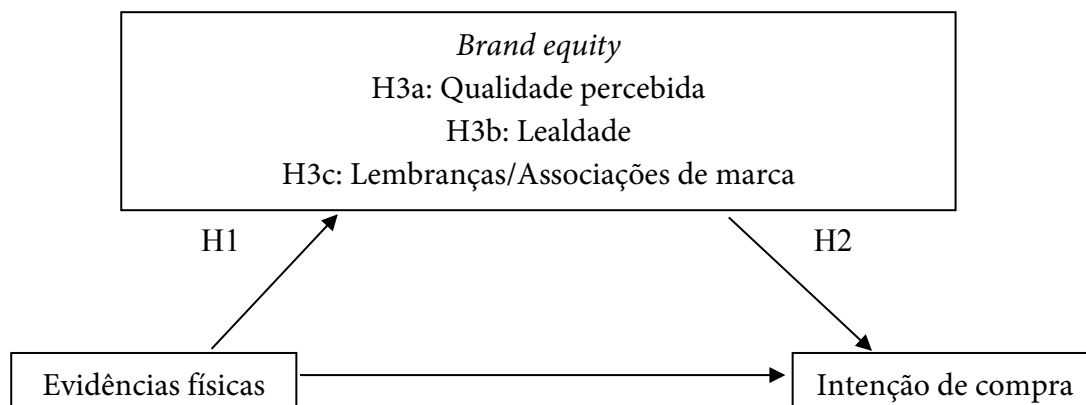 Brand equity
H3a: Qualidade percebida
H3b: Lealdade
H3c: Lembranças/Associações de marca
H1
H2
Evidências físicas
Intenção de compra